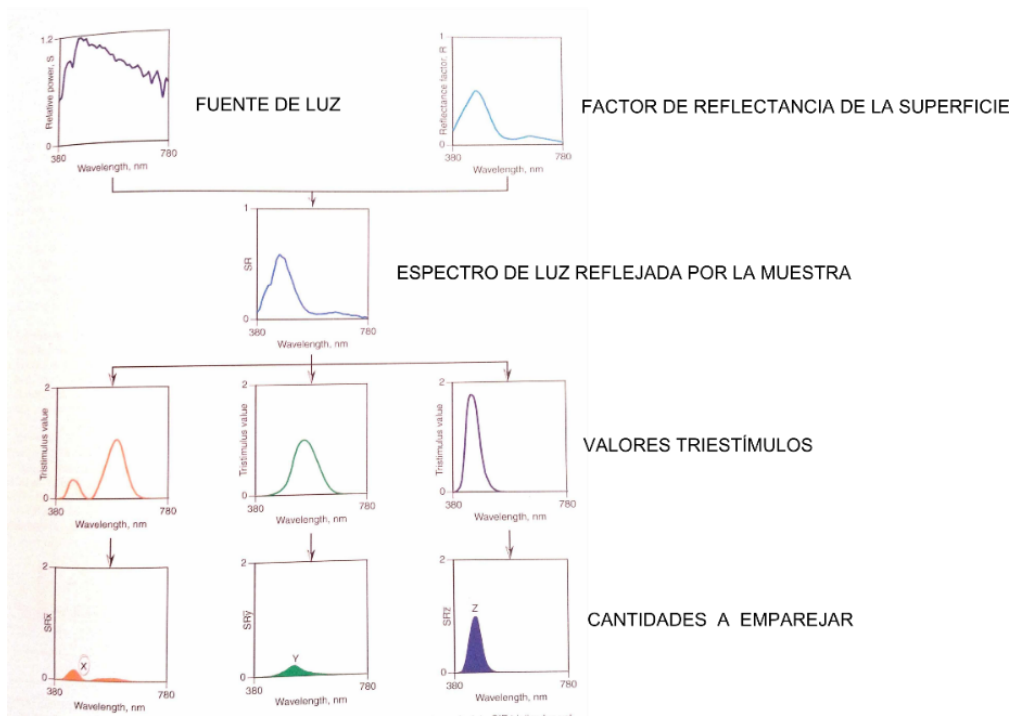 1.2
Relative power, S
0
380
780
Wavelength, nm
FUENTE DE LUZ
1
Reflectance factor, R
0
380
780
Wavelength, nm
FACTOR DE REFLECTANCIA DE LA SUPERFICIE
1
SR
0
380
780
Wavelength, nm
ESPECTRO DE LUZ REFLEJADA POR LA MUESTRA
2
Tristimulus value
0
380
780
Wavelength, nm
2
Tristimulus value
0
380
780
Wavelength, nm
2
Tristimulus value
0
380
780
Wavelength, nm
VALORES TRIESTÍMULOS
2
SRx̅
X
0
380
780
Wavelength, nm
2
SRy̅
Y
0
380
780
Wavelength, nm
2
SRz̅
Z
0
380
780
Wavelength, nm
CANTIDADES A EMPAREJAR